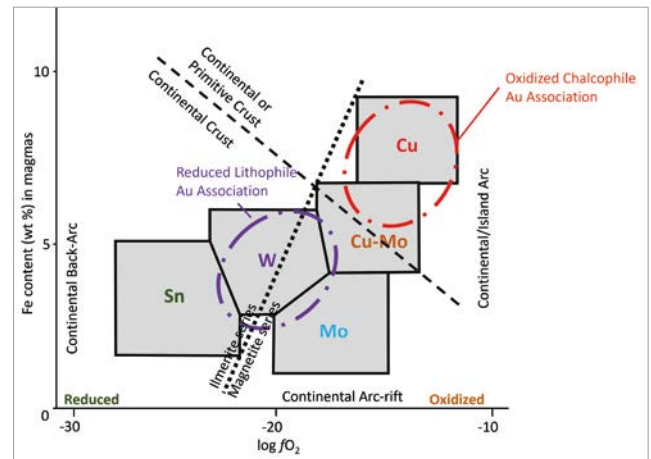 10
5
0
Fe content (wt %) in magmas
Continental Back-Arc
Continental or
Primitive Crust
Continental Crust
Oxidized Chalcophile
Au Association
Reduced Lithophile
Au Association
Cu
Cu-Mo
W
Sn
Mo
Ilmenite series
Magnetite series
Continental/Island Arc
Reduced
Continental Arc-rift
Oxidized
-30
-20
-10
log fO₂